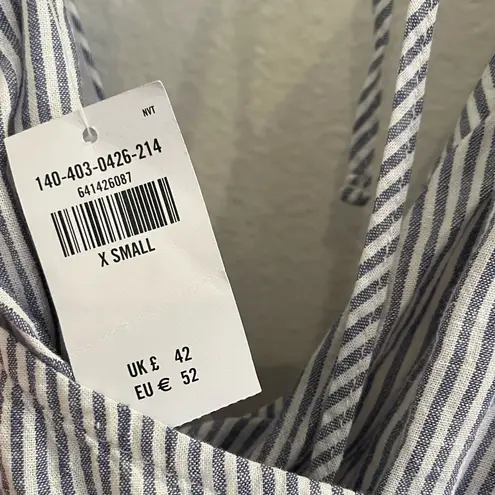 NVT
140-403-0426-214
641426087
X SMALL
UK £ 42
EU € 52